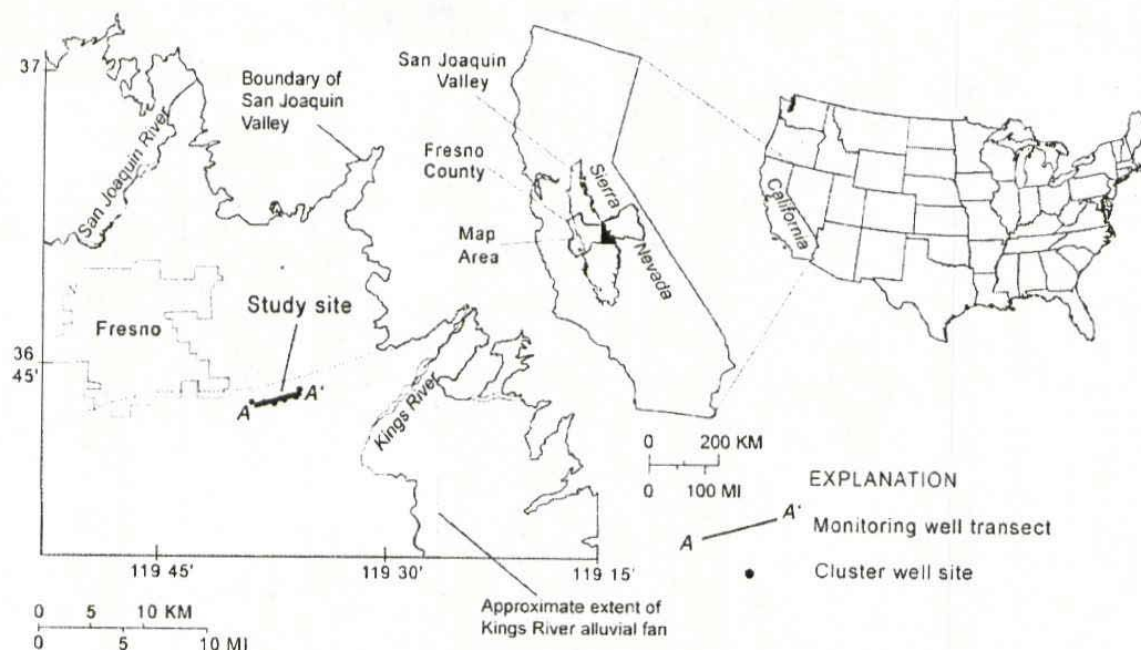 37
San Joaquin River
Boundary of
San Joaquin
Valley
Fresno
Study site
36
45'
A
A'
Kings River
119 45'
119 30'
119 15'
0 5 10 KM
0 5 10 MI
Approximate extent of
Kings River alluvial fan
San Joaquin
Valley
Fresno
County
Map
Area
Sierra
Nevada
California
0 200 KM
0 100 MI
EXPLANATION
A A'
Monitoring well transect
Cluster well site